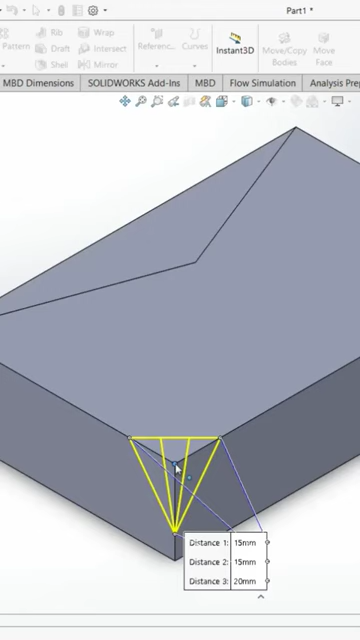 Part1 *
Pattern
Rib
Wrap
Draft
Intersect
Shell
Mirror
Referenc...
Curves
Instant3D
Move/Copy
Bodies
Move
Face
MBD Dimensions
SOLIDWORKS Add-Ins
MBD
Flow Simulation
Analysis Prep
Distance 1: 15mm
Distance 2: 15mm
Distance 3: 20mm